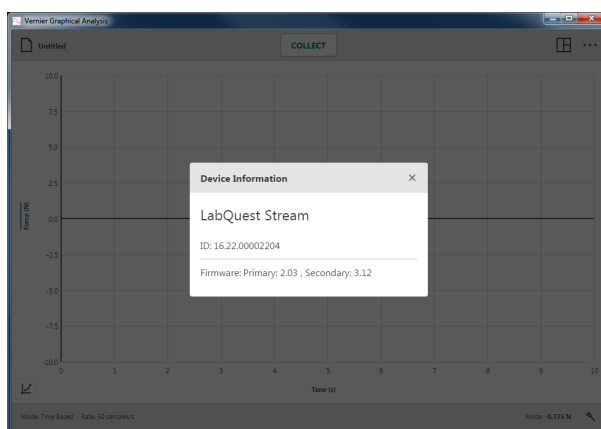 Vernier Graphical Analysis
Untitled
COLLECT
10.0
7.5
5.0
2.5
0.0
-2.5
-5.0
-7.5
-10.0
Force (N)
Device Information
LabQuest Stream
ID: 16.22.00002204
Firmware: Primary: 2.03 , Secondary: 3.12
0 1 2 3 4 5 6 7 8 9 10
Time (s)
Mode: Time Based Rate: 50 samples/s Force: -0.725 N